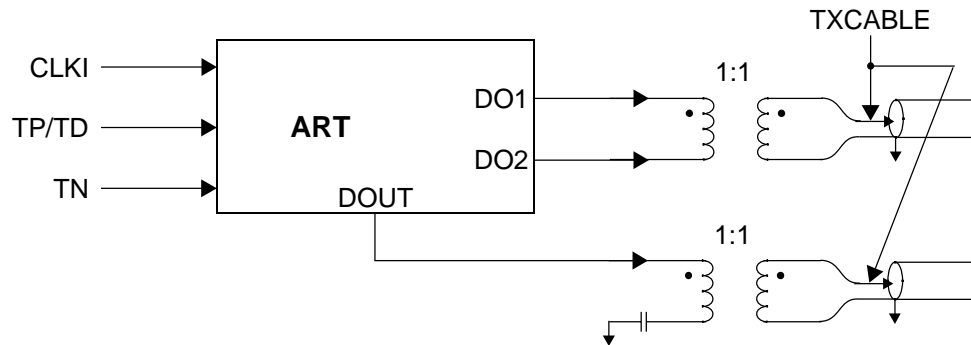 TXCABLE
CLKI
1:1
DO1
TP/TD
ART
DO2
TN
DOUT
1:1